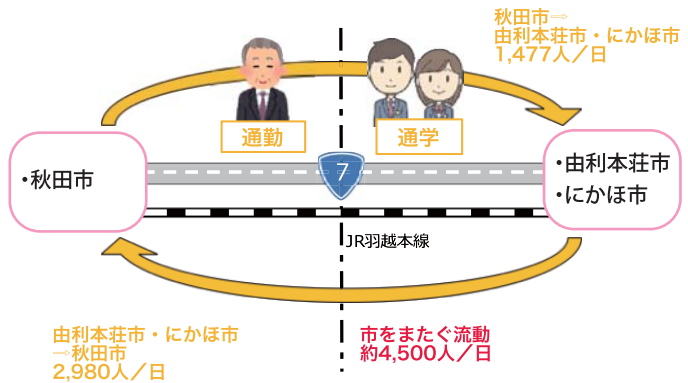 秋田市⇨
由利本荘市・にかほ市
1,477人／日
通勤
通学
・秋田市
7
・由利本荘市
・にかほ市
JR羽越本線
由利本荘市・にかほ市
⇨秋田市
2,980人／日
市をまたぐ流動
約4,500人／日